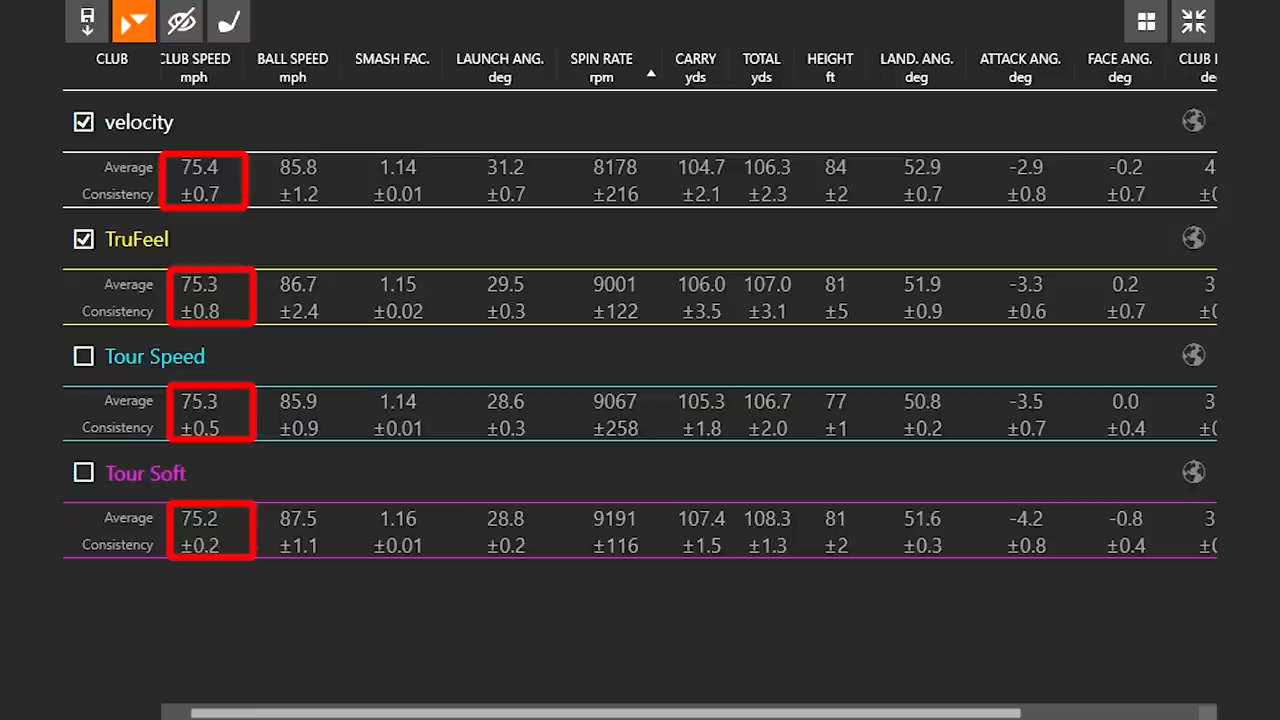 CLUB CLUB SPEED BALL SPEED SMASH FAC. LAUNCH ANG. SPIN RATE CARRY TOTAL HEIGHT LAND. ANG. ATTACK ANG. FACE ANG. CLUB
mph mph deg rpm yds yds ft deg deg deg
velocity
Average 75.4 85.8 1.14 31.2 8178 104.7 106.3 84 52.9 -2.9 -0.2 4
Consistency ±0.7 ±1.2 ±0.01 ±0.7 ±216 ±2.1 ±2.3 ±2 ±0.7 ±0.8 ±0.7
TruFeel
Average 75.3 86.7 1.15 29.5 9001 106.0 107.0 81 51.9 -3.3 0.2 3
Consistency ±0.8 ±2.4 ±0.02 ±0.3 ±122 ±3.5 ±3.1 ±5 ±0.9 ±0.6 ±0.7
Tour Speed
Average 75.3 85.9 1.14 28.6 9067 105.3 106.7 77 50.8 -3.5 0.0 3
Consistency ±0.5 ±0.9 ±0.01 ±0.3 ±258 ±1.8 ±2.0 ±1 ±0.2 ±0.7 ±0.4
Tour Soft
Average 75.2 87.5 1.16 28.8 9191 107.4 108.3 81 51.6 -4.2 -0.8 3
Consistency ±0.2 ±1.1 ±0.01 ±0.2 ±116 ±1.5 ±1.3 ±2 ±0.3 ±0.8 ±0.4